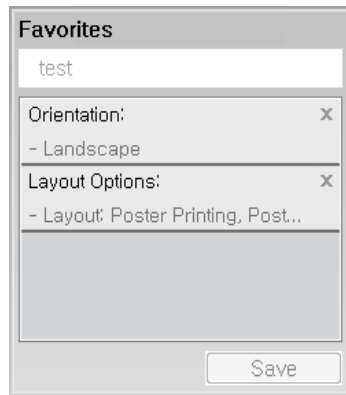 Favorites
test
Orientation: x
- Landscape
Layout Options: x
- Layout: Poster Printing, Post...
Save